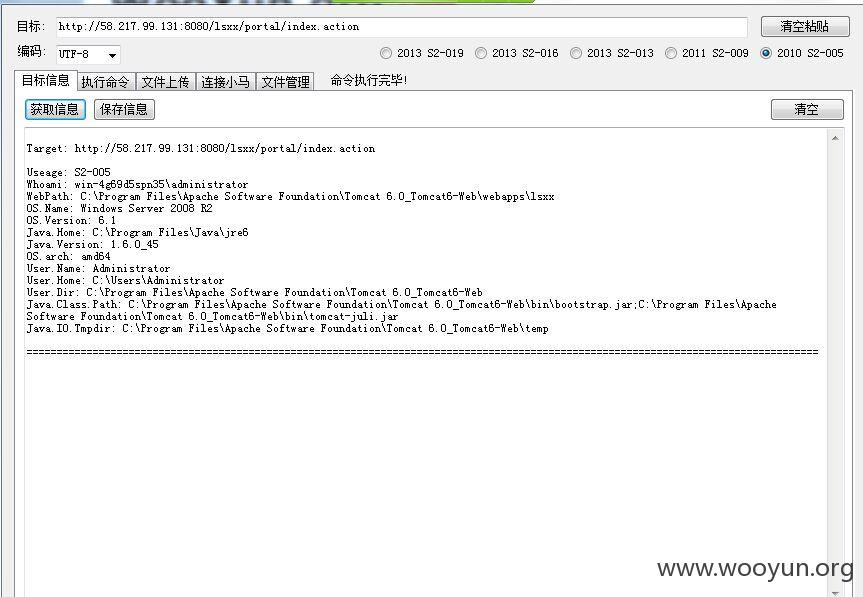 目标: http://58.217.99.131:8080/lsxx/portal/index.action 清空粘贴
编码: UTF-8 2013 S2-019 2013 S2-016 2013 S2-013 2011 S2-009 2010 S2-005
目标信息 执行命令 文件上传 连接小马 文件管理 命令执行完毕!
获取信息 保存信息 清空
Target: http://58.217.99.131:8080/lsxx/portal/index.action
Useage: S2-005
Whoami: win-4g69d5spn35\administrator
WebPath: C:\Program Files\Apache Software Foundation\Tomcat 6.0_Tomcat6-Web\webapps\lsxx
OS.Name: Windows Server 2008 R2
OS.Version: 6.1
Java.Home: C:\Program Files\Java\jre6
Java.Version: 1.6.0_45
OS.arch: amd64
User.Name: Administrator
User.Home: C:\Users\Administrator
User.Dir: C:\Program Files\Apache Software Foundation\Tomcat 6.0_Tomcat6-Web
Java.Class.Path: C:\Program Files\Apache Software Foundation\Tomcat 6.0_Tomcat6-Web\bin\bootstrap.jar;C:\Program Files\Apache
Software Foundation\Tomcat 6.0_Tomcat6-Web\bin\tomcat-juli.jar
Java.IO.Tmpdir: C:\Program Files\Apache Software Foundation\Tomcat 6.0_Tomcat6-Web\temp
====================================================================================================================================
www.wooyun.org